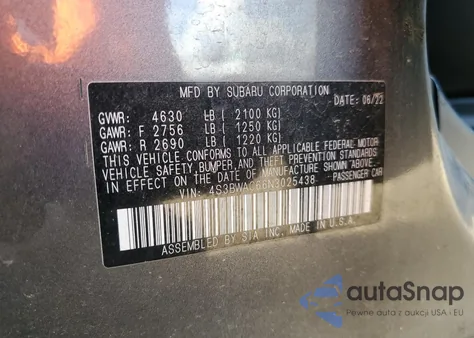 MFD BY SUBARU CORPORATION
DATE: 06/22
GVWR: 4630 LB ( 2100 KG)
GAWR: F 2756 LB ( 1250 KG)
GAWR: R 2690 LB ( 1220 KG)
THIS VEHICLE CONFORMS TO ALL APPLICABLE FEDERAL MOTOR
VEHICLE SAFETY, BUMPER, AND THEFT PREVENTION STANDARDS
IN EFFECT ON THE DATE OF MANUFACTURE SHOWN ABOVE.
VIN: 4S3BWAC66N3025438 PASSENGER CAR
ASSEMBLED BY SIA INC. MADE IN U.S.A.
autoSnap
Pewne auta z aukcji USA - EU